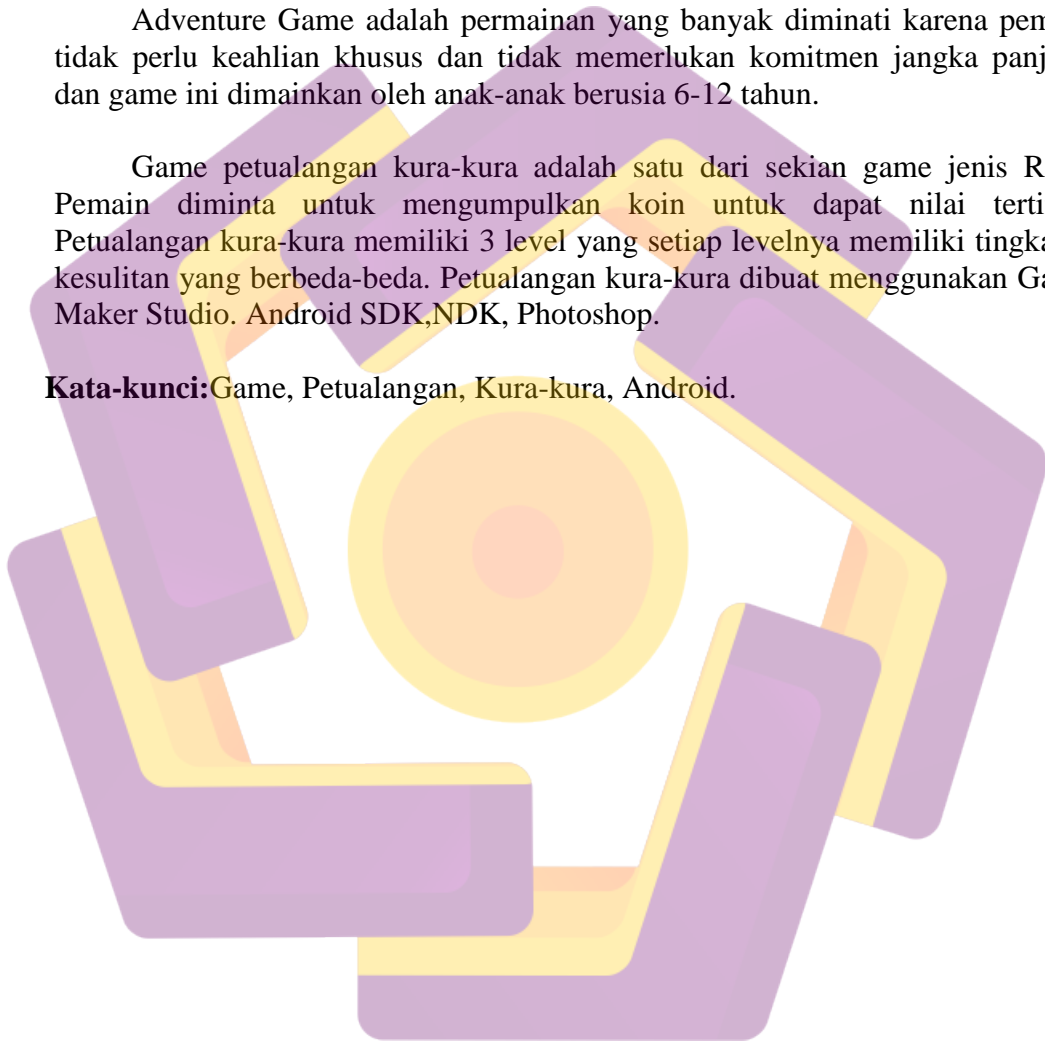 Adventure Game adalah permainan yang banyak diminati karena pem
tidak perlu keahlian khusus dan tidak memerlukan komitmen jangka panj
dan game ini dimainkan oleh anak-anak berusia 6-12 tahun.
Game petualangan kura-kura adalah satu dari sekian game jenis R
Pemain diminta untuk mengumpulkan koin untuk dapat nilai terti
Petualangan kura-kura memiliki 3 level yang setiap levelnya memiliki tingka
kesulitan yang berbeda-beda. Petualangan kura-kura dibuat menggunakan Ga
Maker Studio. Android SDK,NDK, Photoshop.
Kata-kunci:Game, Petualangan, Kura-kura, Android.